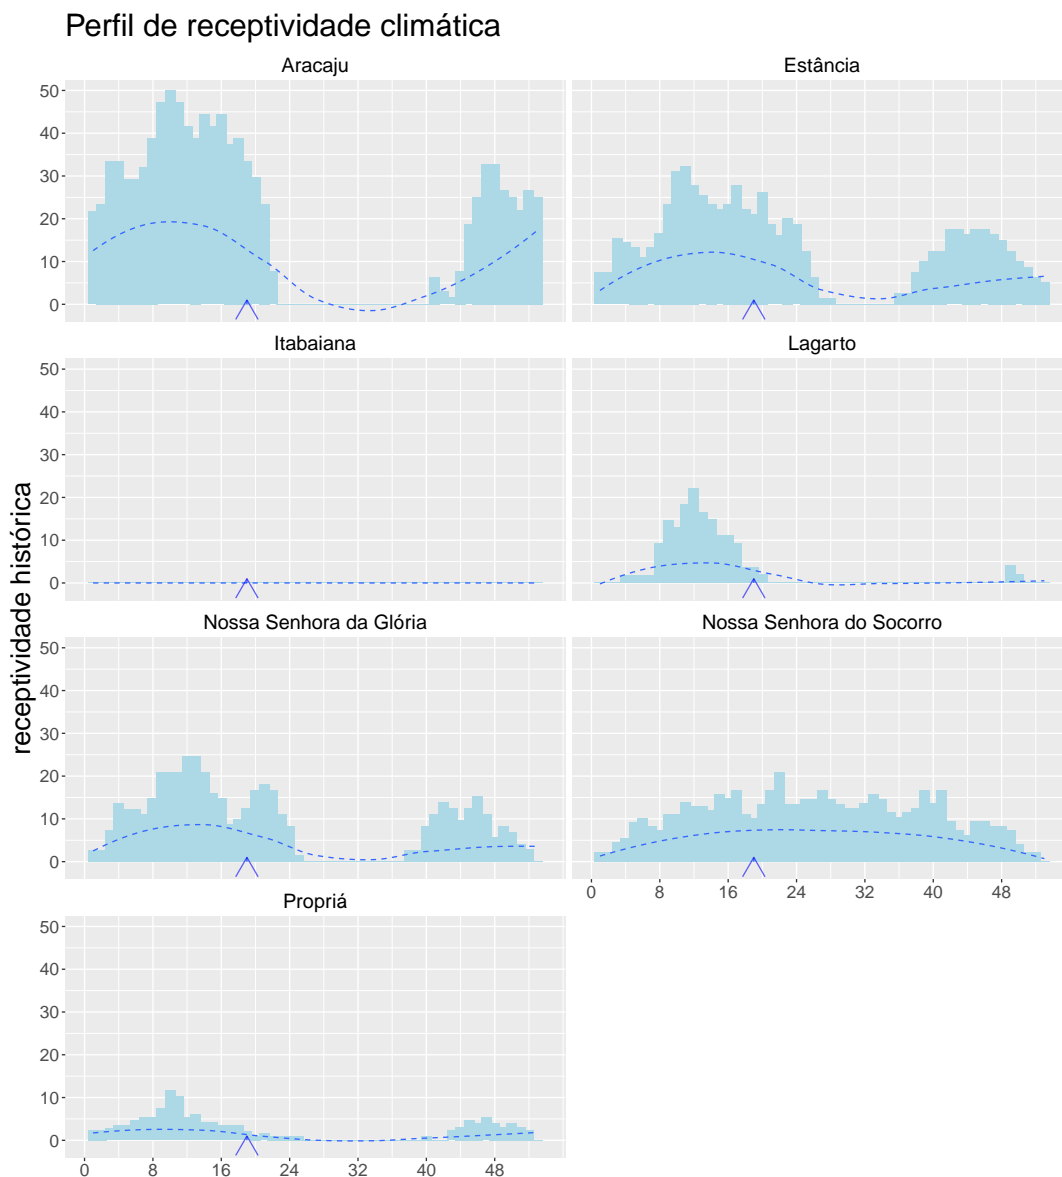 Perfil de receptividade climática
Aracaju
Estância
50
40
30
20
10
0
Itabaiana
Lagarto
50
40
30
20
10
0
receptividade histórica
Nossa Senhora da Glória
Nossa Senhora do Socorro
50
40
30
20
10
0
0 8 16 24 32 40 48
Propriá
50
40
30
20
10
0
0 8 16 24 32 40 48